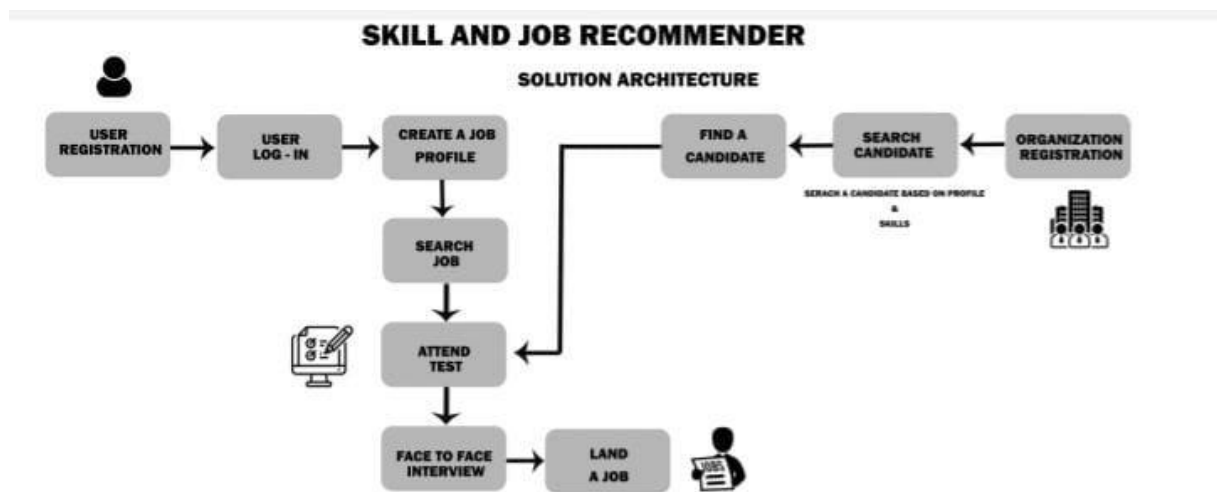 SKILL AND JOB RECOMMENDER
SOLUTION ARCHITECTURE
USER
REGISTRATION
USER
LOG - IN
CREATE A JOB
PROFILE
FIND A
CANDIDATE
SEARCH
CANDIDATE
ORGANIZATION
REGISTRATION
SERACH A CANDIDATE BASED ON PROFILE
&
SKILLS
SEARCH
JOB
ATTEND
TEST
FACE TO FACE
INTERVIEW
LAND
A JOB
JOBS